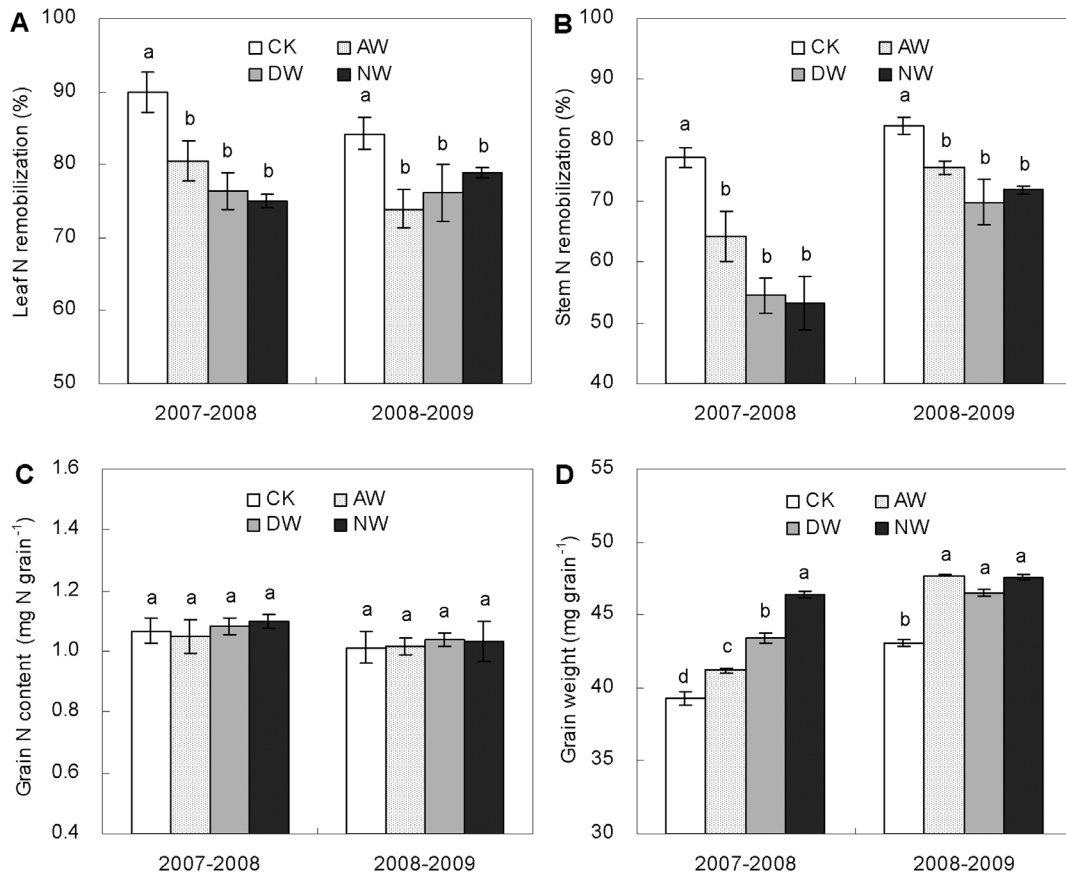 A
Leaf N remobilization (%)
100
90
80
70
60
50
CK AW
DW NW
a
b
b
b
a
b
b
b
2007-2008 2008-2009
B
Stem N remobilization (%)
100
90
80
70
60
50
40
CK AW
DW NW
a
b
b
b
a
b
b
b
2007-2008 2008-2009
C
Grain N content (mg N grain⁻¹)
1.6
1.4
1.2
1.0
0.8
0.6
0.4
CK AW
DW NW
a a a a a a a a
2007-2008 2008-2009
D
Grain weight (mg grain⁻¹)
55
50
45
40
35
30
CK AW
DW NW
d
c
b
a
b
a
a
a
2007-2008 2008-2009